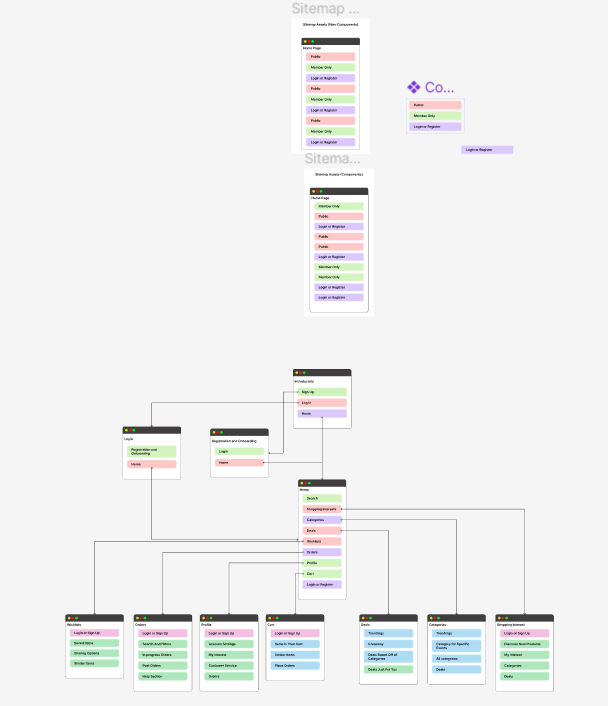 Sitemap ...
Sitemap Assets (Non Components)
Home Page
Public
Member Only
Login or Register
Public
Member Only
Login or Register
Public
Member Only
Login or Register
Co...
Public
Member Only
Login or Register
Login or Register
Sitema...
Sitemap Assets (Components)
Home Page
Member Only
Public
Login or Register
Public
Public
Login or Register
Member Only
Member Only
Login or Register
Login or Register
Introductory
Sign Up
Log In
Home
Login
Registration and
Onboarding
Home
Registration and Onboarding
Login
Home
Home
Search
Shopping Interests
Categories
Deals
Wishlists
Orders
Profile
Cart
Login or Register
Wishlists
Login or Sign Up
Saved Items
Sharing Options
Similar Items
Orders
Login or Sign Up
Search And Filters
In progress Orders
Past Orders
Help Section
Profile
Login or Sign Up
Account Settings
My Interest
Customer Service
Orders
Cart
Login or Sign Up
Items in Your Cart
Similar Items
Place Orders
Deals
Trendings
Giveaway
Deals Based Off of
Categories
Deals Just For You
Categories
Trendings
Category for Specific
Events
All categories
Deals
Shopping Interest
Login or Sign Up
Discover New Products
My Interest
Categories
Deals